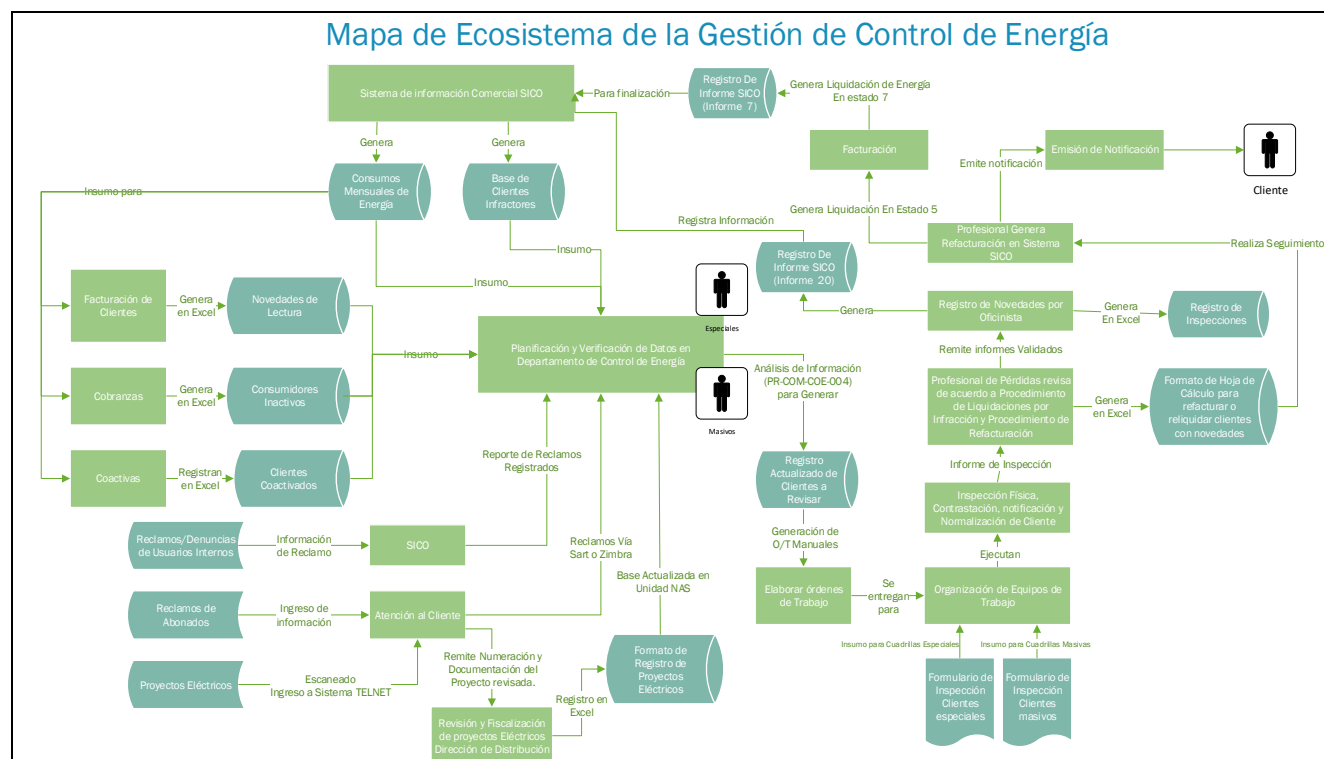 Mapa de Ecosistema de la Gestión de Control de Energía
Sistema de información Comercial SICO
Para finalización
Registro De
Informe SICO
(Informe 7)
Genera Liquidación de Energía
En estado 7
Genera
Genera
Facturación
Emisión de Notificación
Emite notificación
Cliente
Insumo para
Consumos
Mensuales de
Energía
Base de
Clientes
Infractores
Registra Información
Genera Liquidación En Estado 5
Profesional Genera
Refacturación en Sistema
SICO
Realiza Seguimiento
Insumo
Insumo
Registro De
Informe SICO
(Informe 20)
Facturación de
Clientes
Genera
en Excel
Novedades de
Lectura
Especiales
Genera
Registro de Novedades por
Oficinista
Genera
En Excel
Registro de
Inspecciones
Insumo
Planificación y Verificación de Datos en
Departamento de Control de Energía
Remite informes Validados
Análisis de Información
(PR-COM-COE-004)
para Generar
Cobranzas
Genera
en Excel
Consumidores
Inactivos
Masivos
Profesional de Pérdidas revisa
de acuerdo a Procedimiento
de Liquidaciones por
Infracción y Procedimiento de
Refacturación
Genera
en Excel
Formato de Hoja de
Cálculo para
refacturar o
reliquidar clientes
con novedades
Coactivas
Registran
en Excel
Clientes
Coactivados
Reporte de Reclamos
Registrados
Registro
Actualizado de
Clientes a
Revisar
Informe de Inspección
Inspección Física,
Contrastación, notificación y
Normalización de Cliente
Reclamos/Denuncias
de Usuarios Internos
Información
de Reclamo
SICO
Reclamos Vía
Sart o Zimbra
Generación de
O/T Manuales
Ejecutan
Base Actualizada en
Unidad NAS
Elaborar órdenes
de Trabajo
Se
entregan
para
Organización de Equipos de
Trabajo
Reclamos de
Abonados
Ingreso de
información
Atención al Cliente
Insumo para Cuadrillas Especiales
Insumo para Cuadrillas Masivas
Proyectos Eléctricos
Escaneado
Ingreso a Sistema TELNET
Remite Numeración y
Documentación del
Proyecto revisada.
Formato de
Registro de
Proyectos
Eléctricos
Formulario de
Inspección
Clientes
especiales
Formulario de
Inspección
Clientes
masivos
Registro en
Excel
Revisión y Fiscalización
de proyectos Eléctricos
Dirección de Distribución